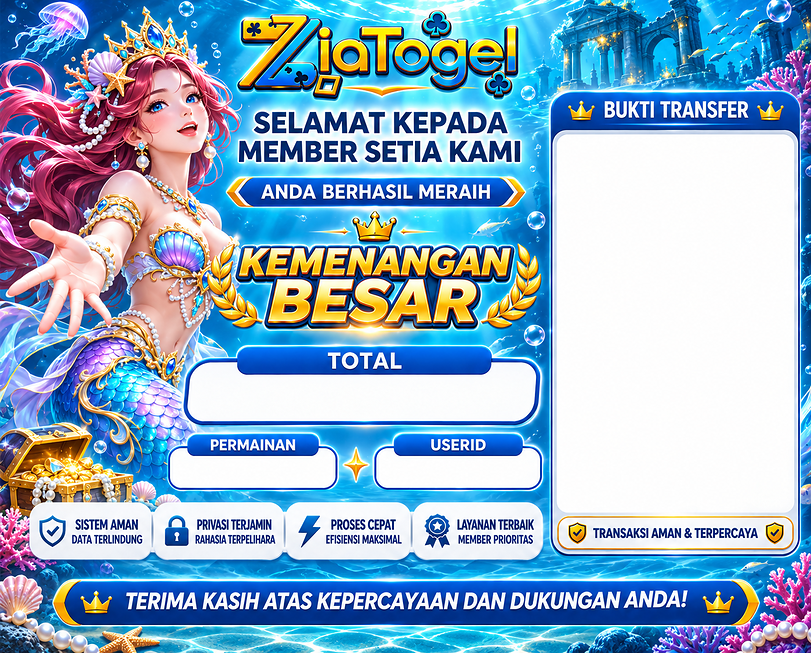 ZiaTogel
SELAMAT KEPADA
MEMBER SETIA KAMI
ANDA BERHASIL MERAIH
KEMENANGAN
BESAR
TOTAL
PERMAINAN
USERID
BUKTI TRANSFER
TRANSAKSI AMAN & TERPERCAYA
SISTEM AMAN
DATA TERLINDUNG
PRIVASI TERJAMIN
RAHASIA TERPELIHARA
PROSES CEPAT
EFISIENSI MAKSIMAL
LAYANAN TERBAIK
MEMBER PRIORITAS
TERIMA KASIH ATAS KEPERCAYAAN DAN DUKUNGAN ANDA!